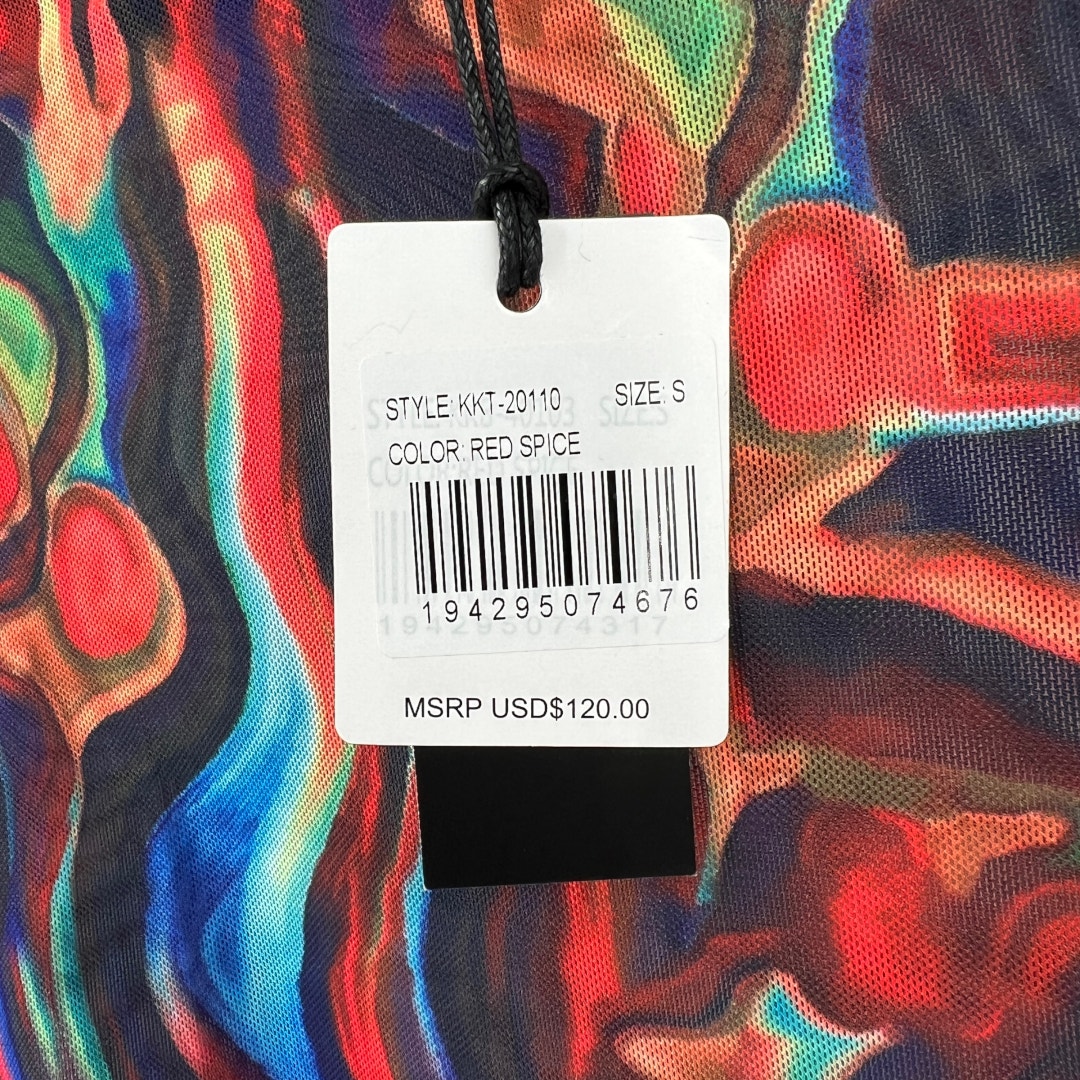 STYLE: KKT-20110 SIZE: S
COLOR: RED SPICE
194295074676
MSRP USD$120.00